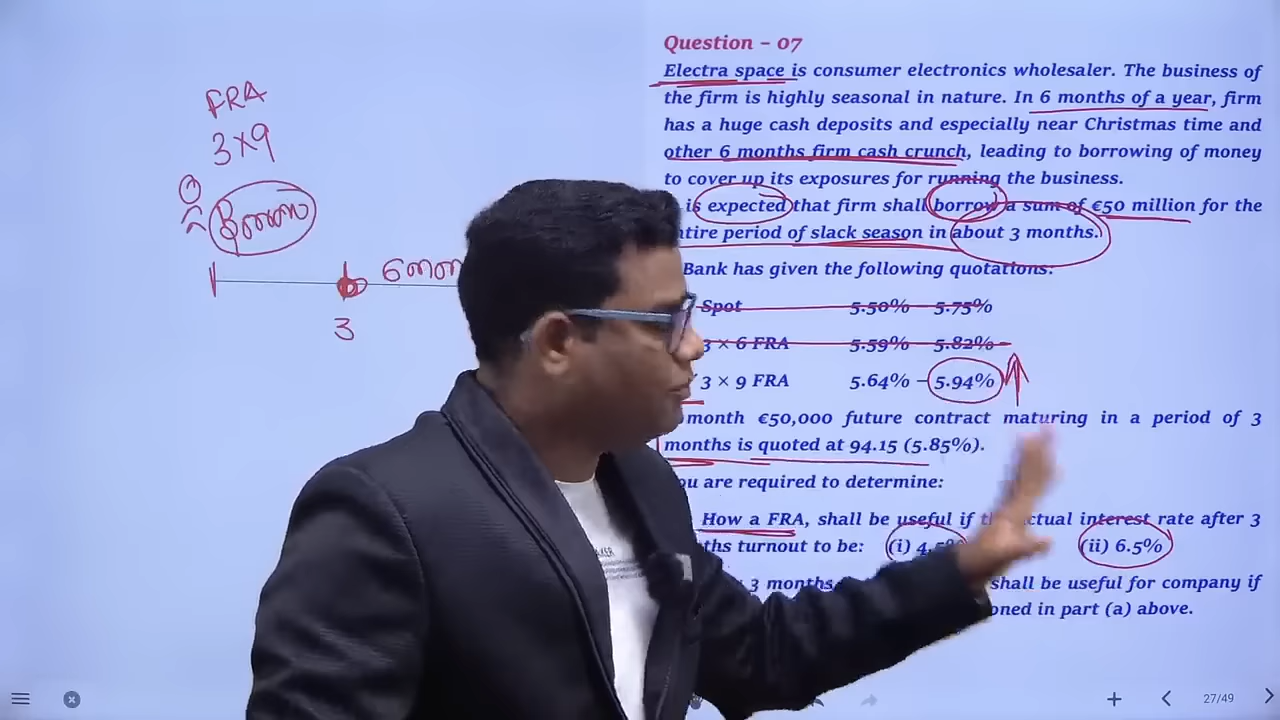 FRA
3×9
Borrow
6mon
3
Question – 07
Electra space is consumer electronics wholesaler. The business of
the firm is highly seasonal in nature. In 6 months of a year, firm
has a huge cash deposits and especially near Christmas time and
other 6 months firm cash crunch, leading to borrowing of money
to cover up its exposures for running the business.
is expected that firm shall borrow a sum of €50 million for the
period of slack season in about 3 months.
Bank has given the following quotations:
Spot 5.50% – 5.75%
3 × 6 FRA 5.59% – 5.82%
3 × 9 FRA 5.64% – 5.94%
month €50,000 future contract maturing in a period of 3
months is quoted at 94.15 (5.85%).
are required to determine:
How a FRA, shall be useful if interest rate after 3
turnout to be: (i) (ii) 6.5%
3 months shall be useful for company if
in part (a) above.
27/49